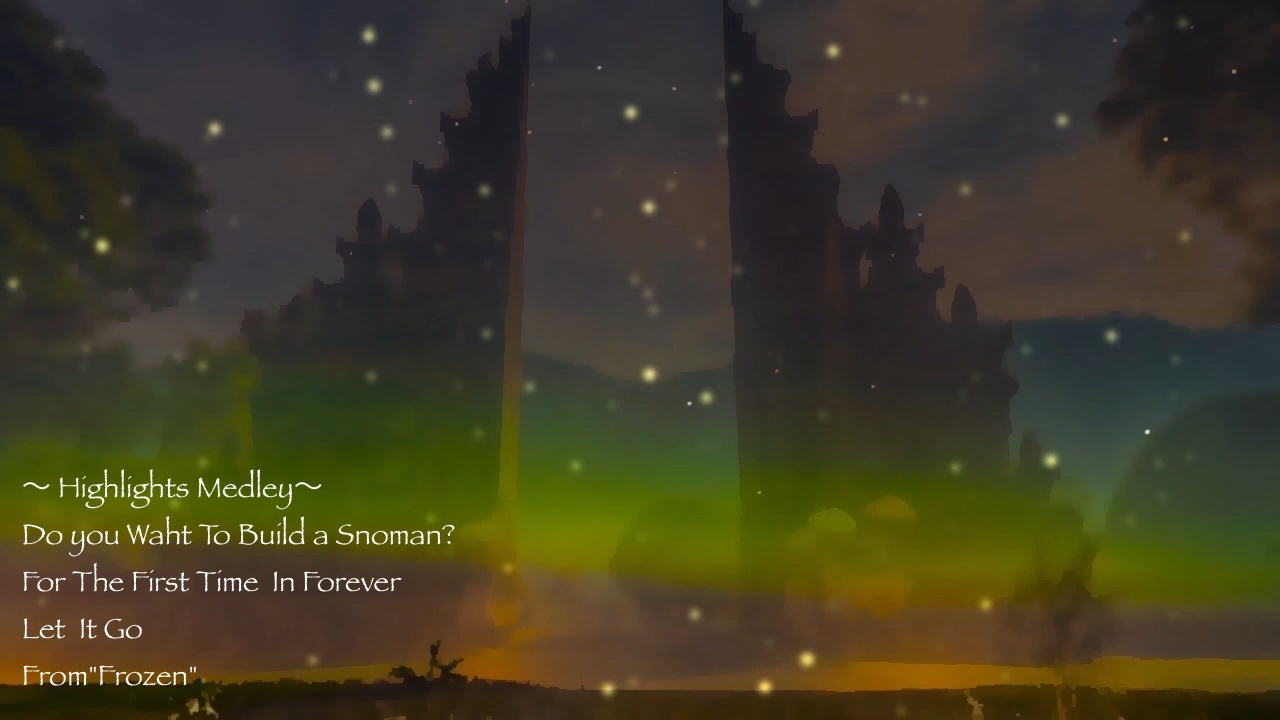 ～ Highlights Medley～
Do you Waht To Build a Snoman?
For The First Time In Forever
Let It Go
From"Frozen"